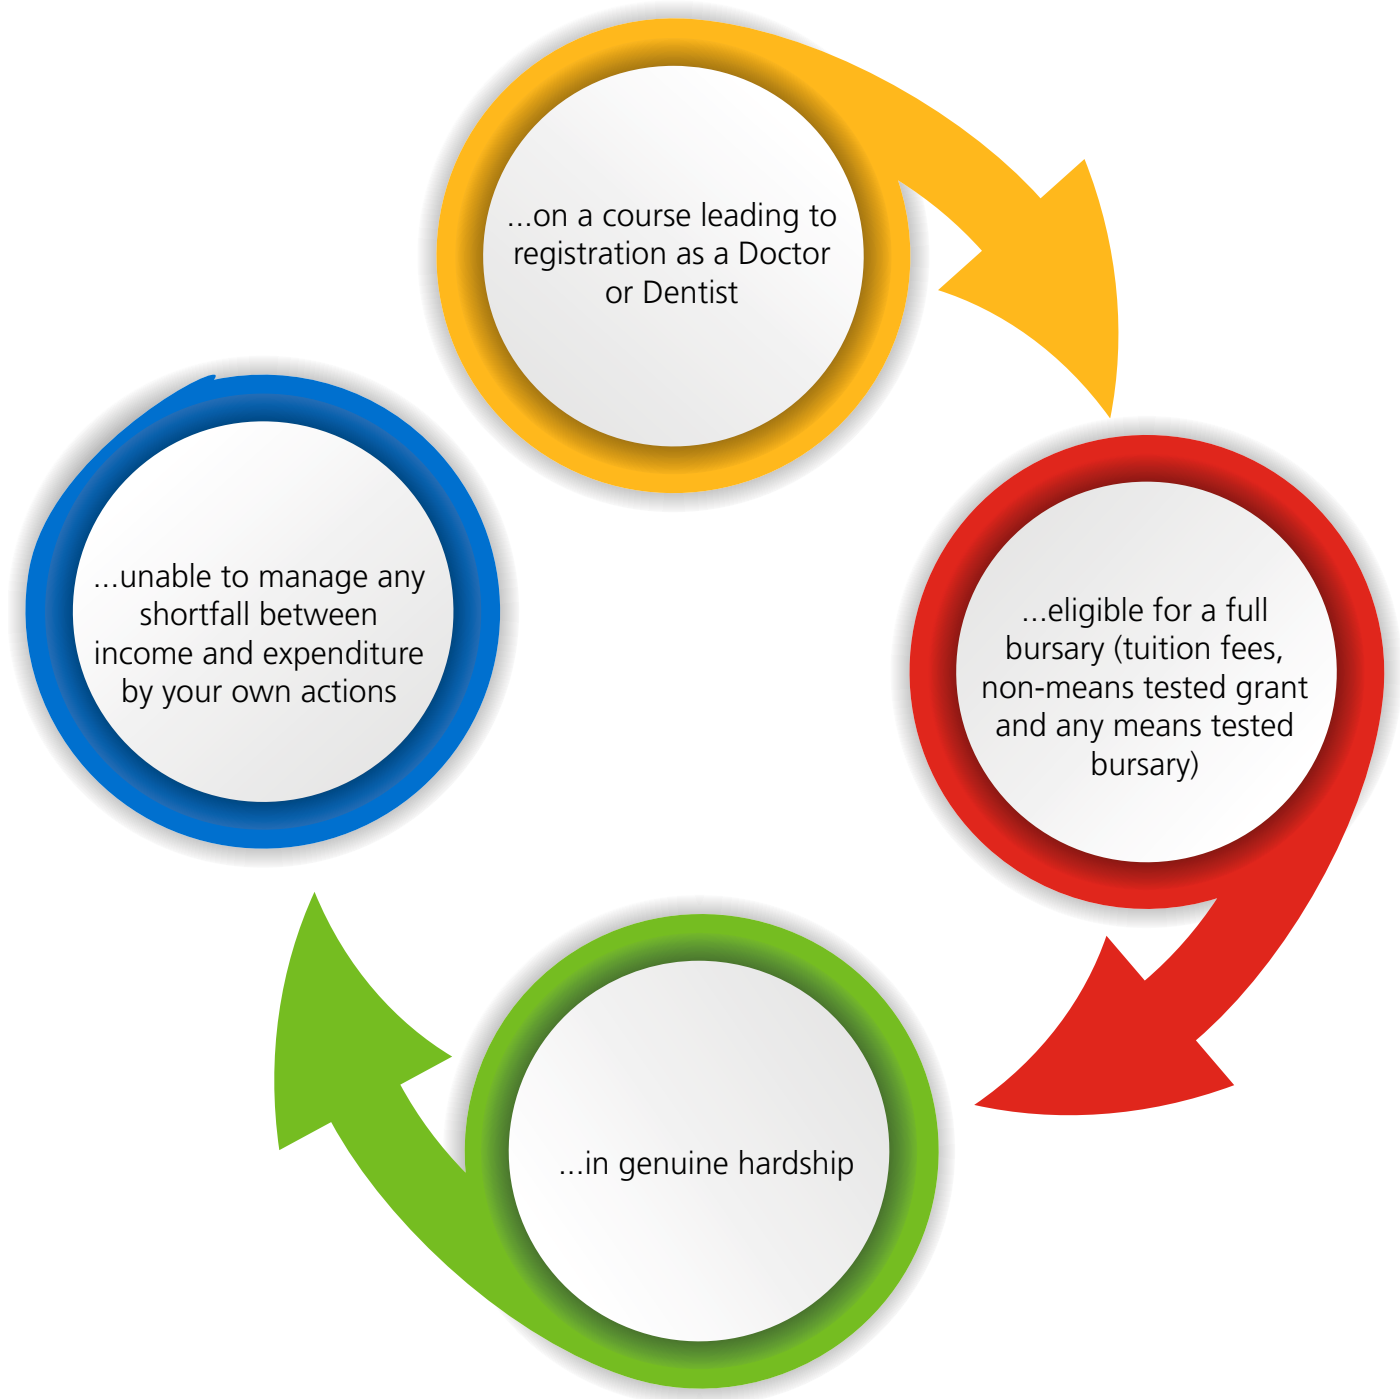 ...on a course leading to
registration as a Doctor
or Dentist
...eligible for a full
bursary (tuition fees,
non-means tested grant
and any means tested
bursary)
...in genuine hardship
...unable to manage any
shortfall between
income and expenditure
by your own actions